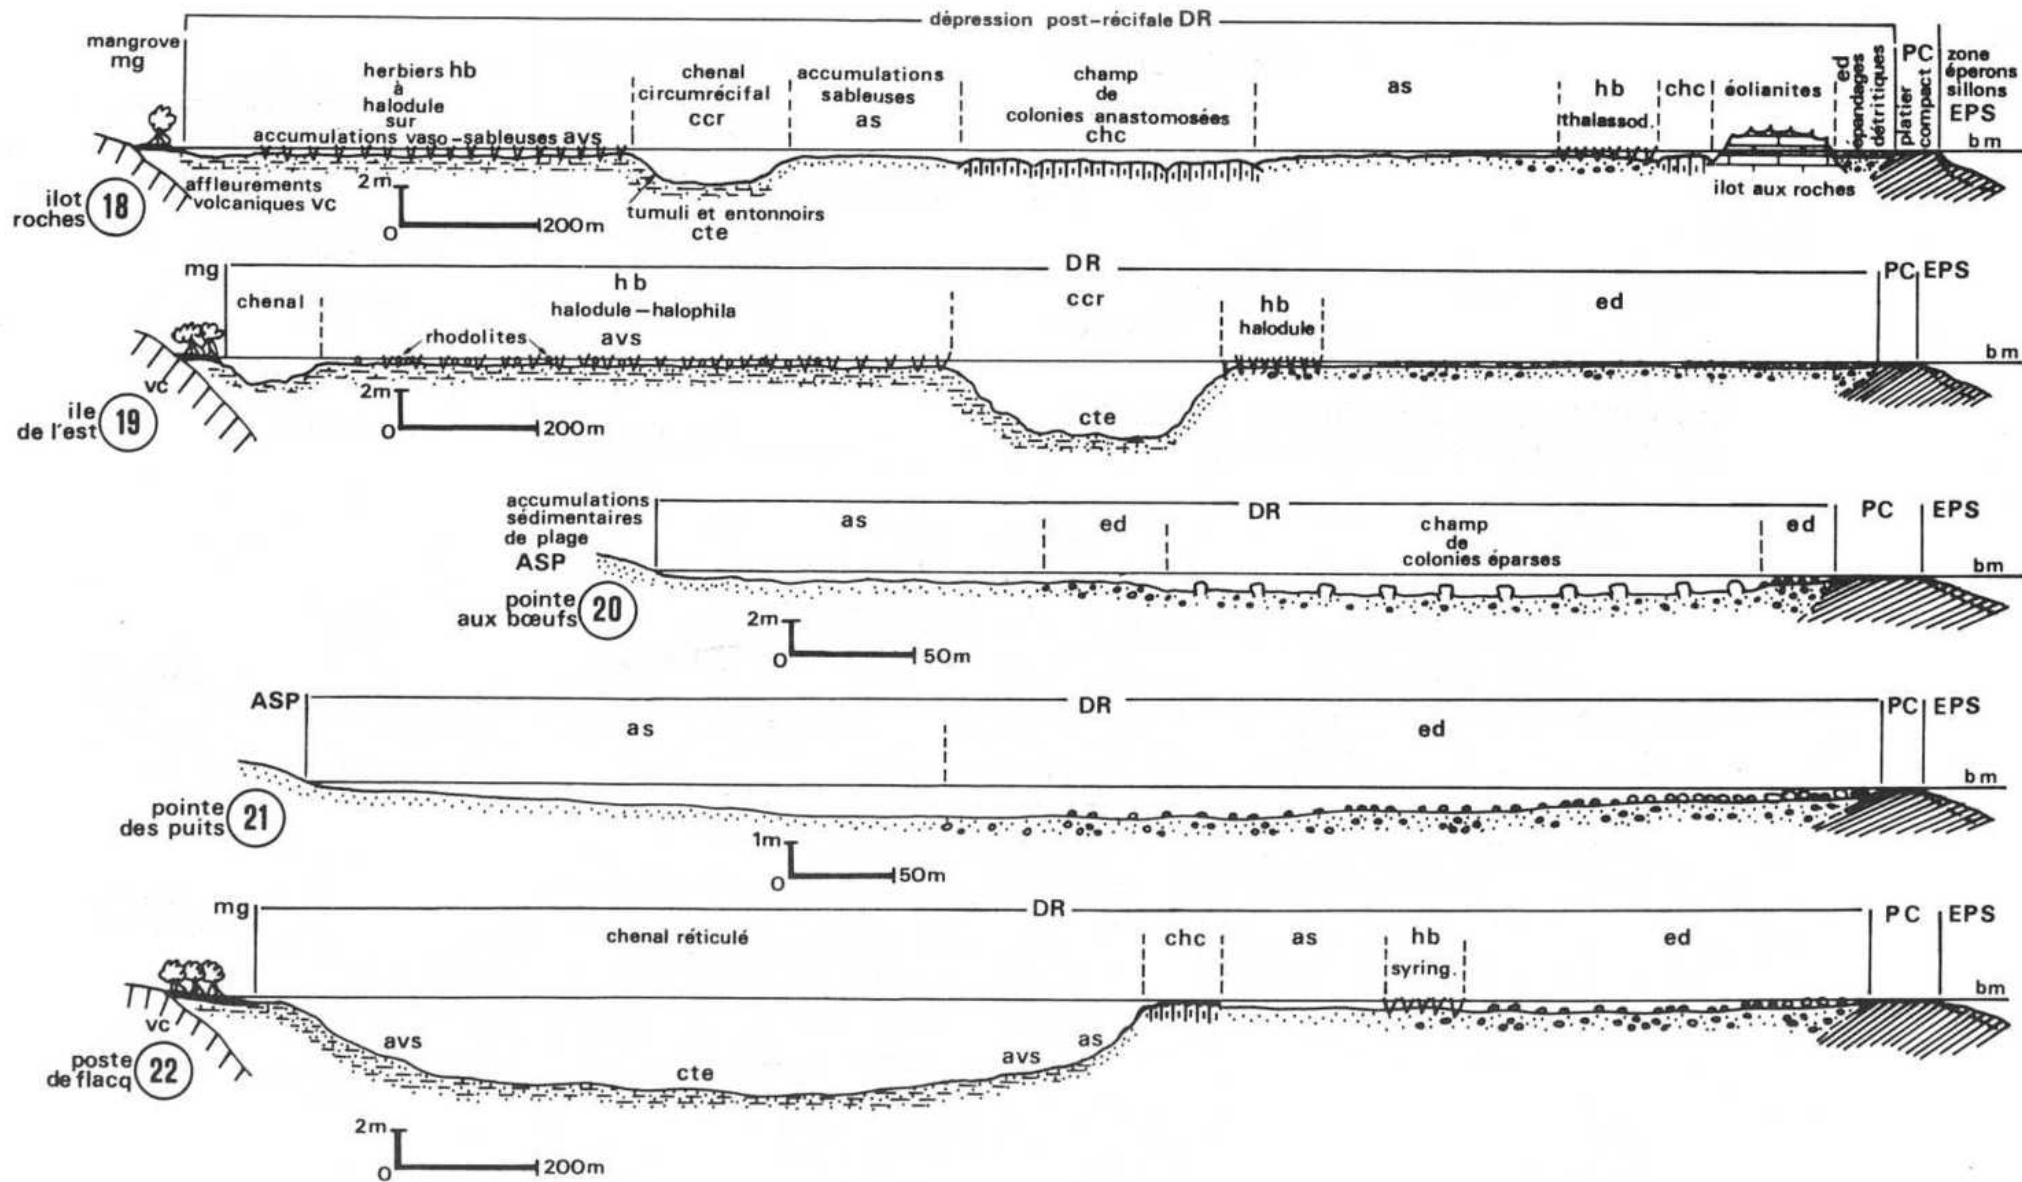 dépression post-récifale DR
mangrove
mg
herbiers hb
à
halodule
sur
accumulations vaso-sableuses avs
chenal
circumrécifal
ccr
accumulations
sableuses
as
champ
de
colonies anastomosées
chc
as
hb
thalassod.
chc
éolianites
ed
épandages
détritiques
PC
platier
compact
zone
éperons
sillons
EPS
bm
affleurements
volcaniques vc
tumuli et entonnoirs
cte
ilot aux roches
ilot
roches
18
2m
0
200m
mg
DR
PC
EPS
chenal
hb
halodule-halophila
avs
rhodolites
ccr
hb
halodule
ed
bm
vc
cte
ile
de l'est
19
2m
0
200m
accumulations
sédimentaires
de plage
ASP
DR
PC
EPS
as
ed
champ
de
colonies éparses
ed
bm
pointe
aux bœufs
20
2m
0
50m
ASP
DR
PC
EPS
as
ed
bm
pointe
des puits
21
1m
0
50m
mg
DR
PC
EPS
chenal réticulé
chc
as
hb
syring.
ed
bm
vc
avs
cte
avs
as
poste
de flacq
22
2m
0
200m